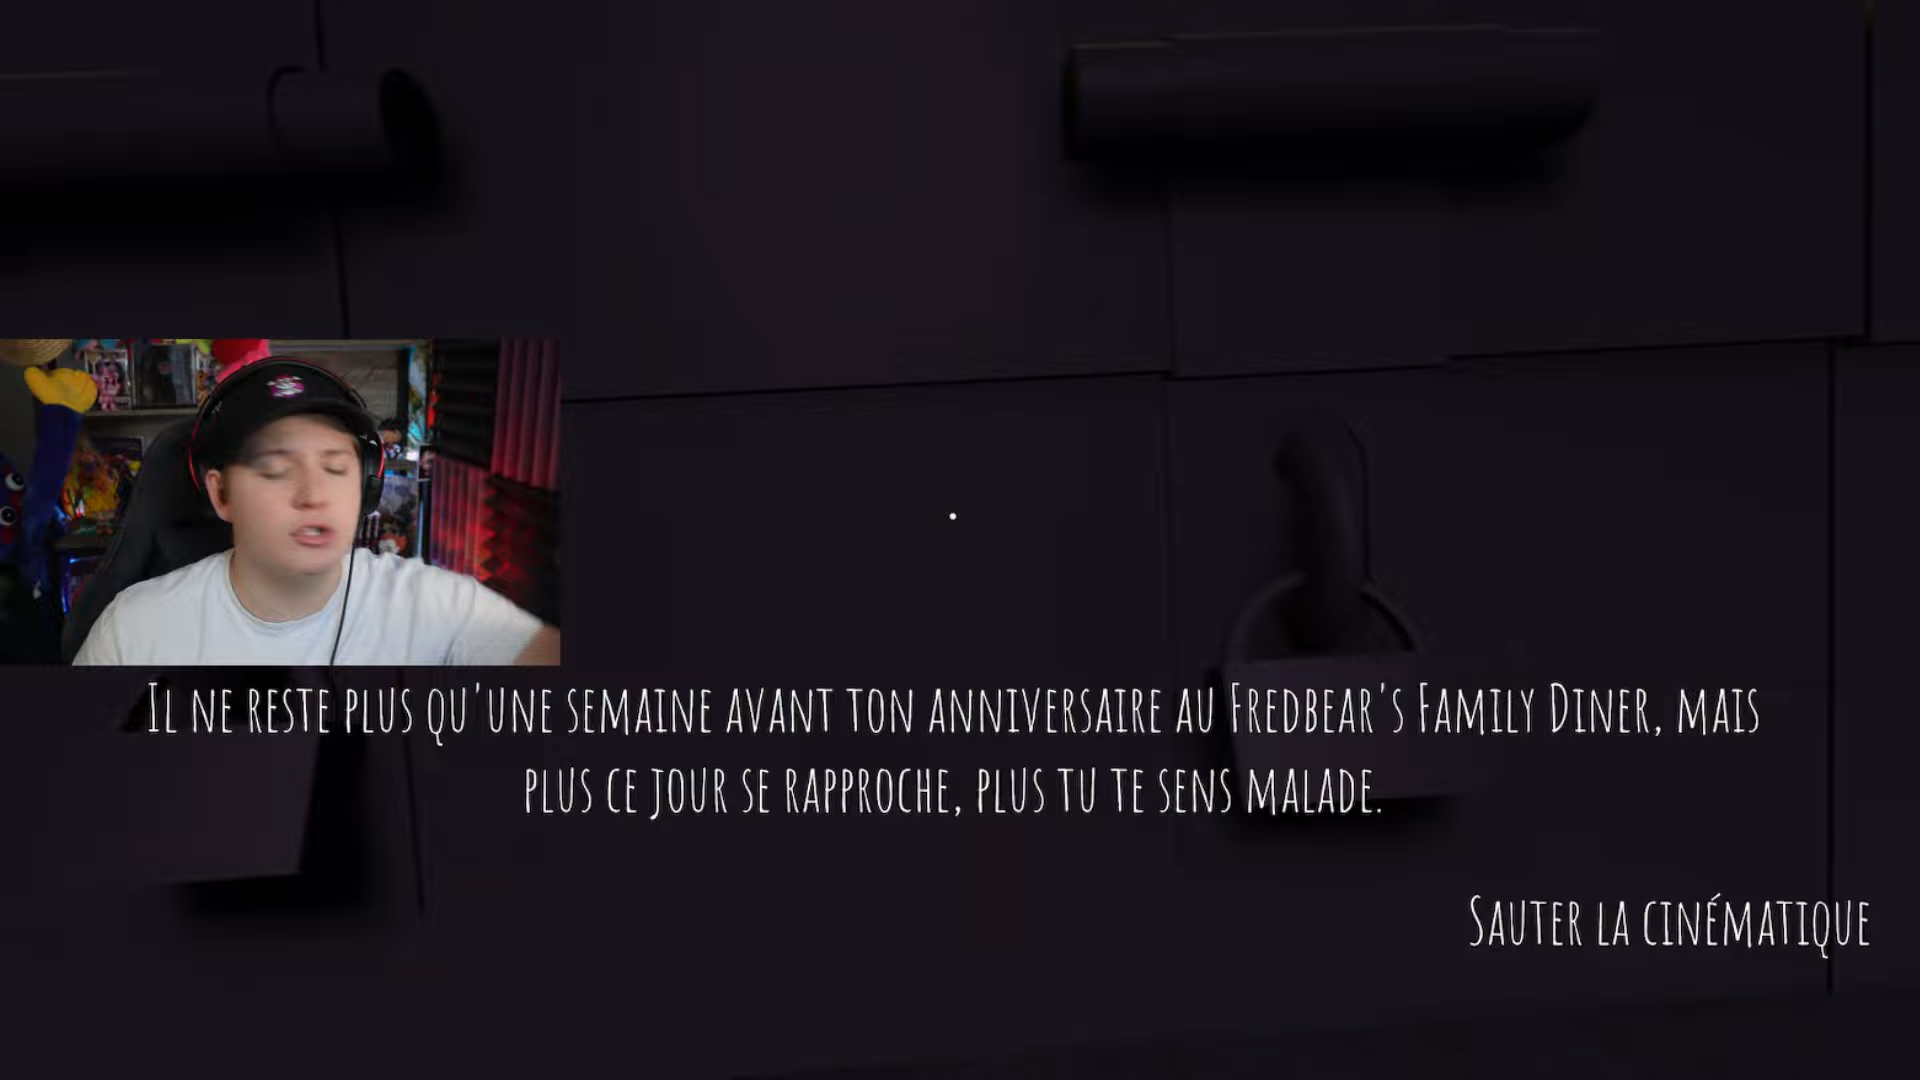 Il ne reste plus qu'une semaine avant ton anniversaire au Fredbear's Family Diner, mais
plus ce jour se rapproche, plus tu te sens malade.
Sauter la cinématique